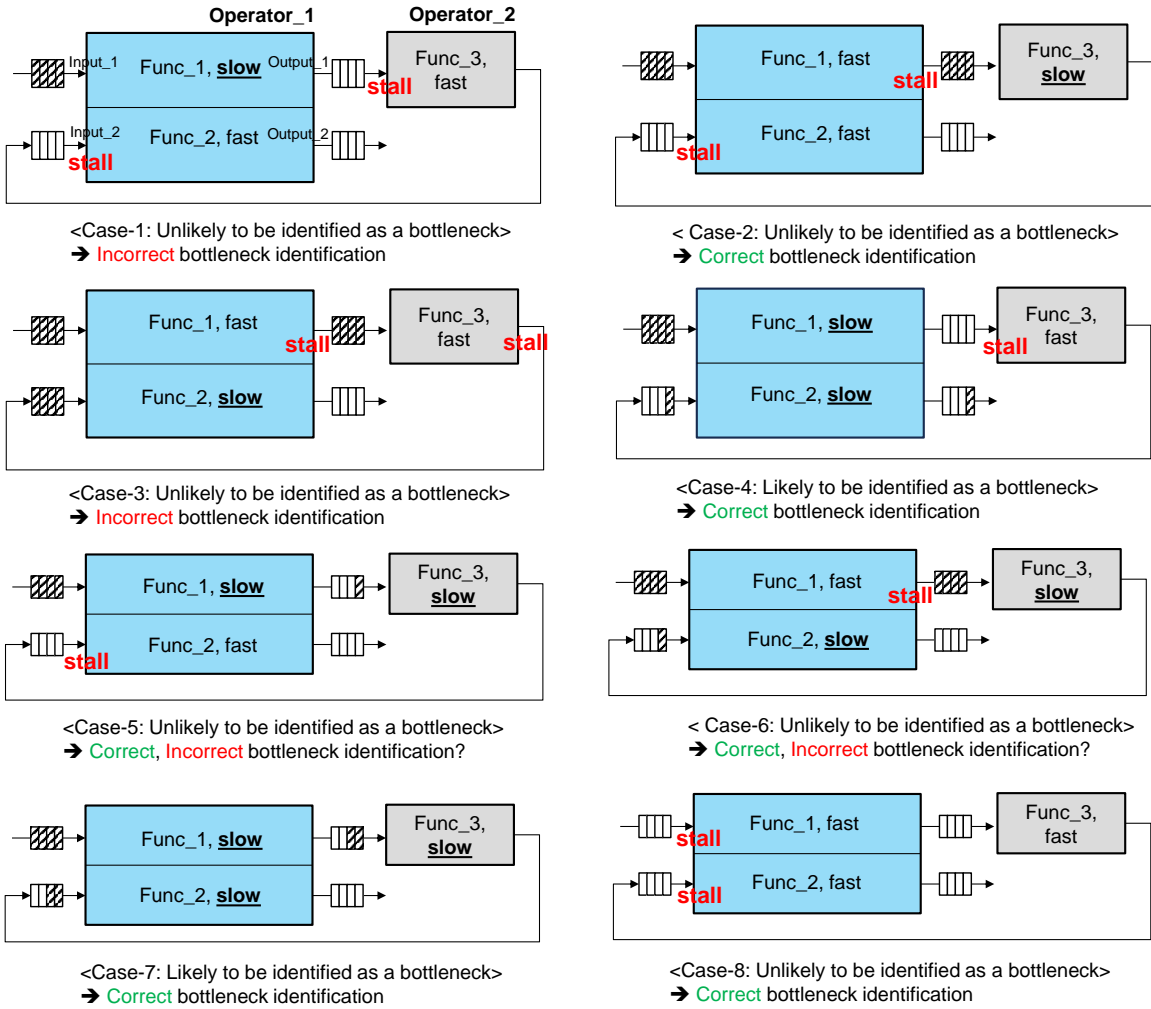 Operator_1 Operator_2
Input_1 Func_1, slow Output_1 Func_3,
fast
stall
Input_2 Func_2, fast Output_2
stall
<Case-1: Unlikely to be identified as a bottleneck>
➔ Incorrect bottleneck identification
Func_1, fast Func_3,
slow
stall
Func_2, fast
stall
< Case-2: Unlikely to be identified as a bottleneck>
➔ Correct bottleneck identification
Func_1, fast Func_3,
fast
stall stall
Func_2, slow
<Case-3: Unlikely to be identified as a bottleneck>
➔ Incorrect bottleneck identification
Func_1, slow Func_3,
fast
stall
Func_2, slow
<Case-4: Likely to be identified as a bottleneck>
➔ Correct bottleneck identification
Func_1, slow Func_3,
slow
Func_2, fast
stall
<Case-5: Unlikely to be identified as a bottleneck>
➔ Correct, Incorrect bottleneck identification?
Func_1, fast Func_3,
slow
stall
Func_2, slow
< Case-6: Unlikely to be identified as a bottleneck>
➔ Correct, Incorrect bottleneck identification?
Func_1, slow Func_3,
slow
Func_2, slow
<Case-7: Likely to be identified as a bottleneck>
➔ Correct bottleneck identification
Func_1, fast Func_3,
fast
stall
Func_2, fast
stall
<Case-8: Unlikely to be identified as a bottleneck>
➔ Correct bottleneck identification